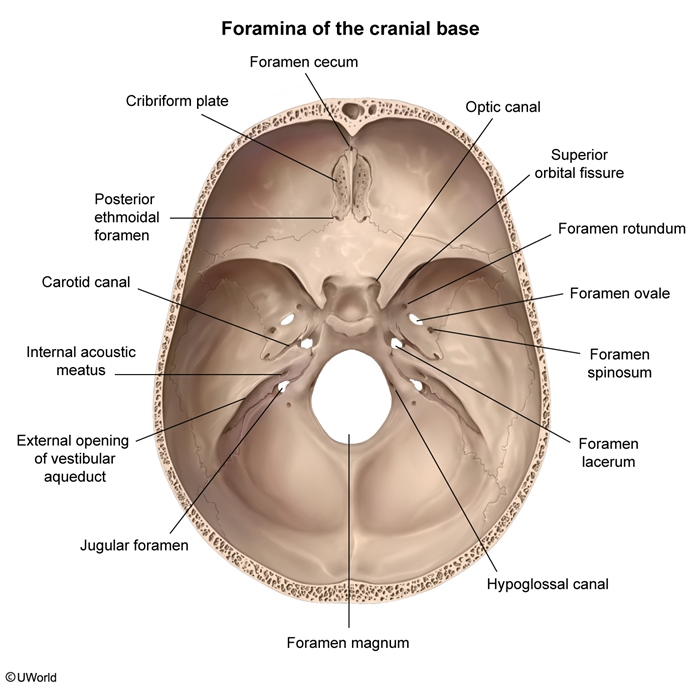 Foramina of the cranial base
Foramen cecum
Cribriform plate
Optic canal
Superior
orbital fissure
Posterior
ethmoidal
foramen
Foramen rotundum
Carotid canal
Foramen ovale
Internal acoustic
meatus
Foramen
spinosum
External opening
of vestibular
aqueduct
Foramen
lacerum
Jugular foramen
Hypoglossal canal
Foramen magnum
©UWorld